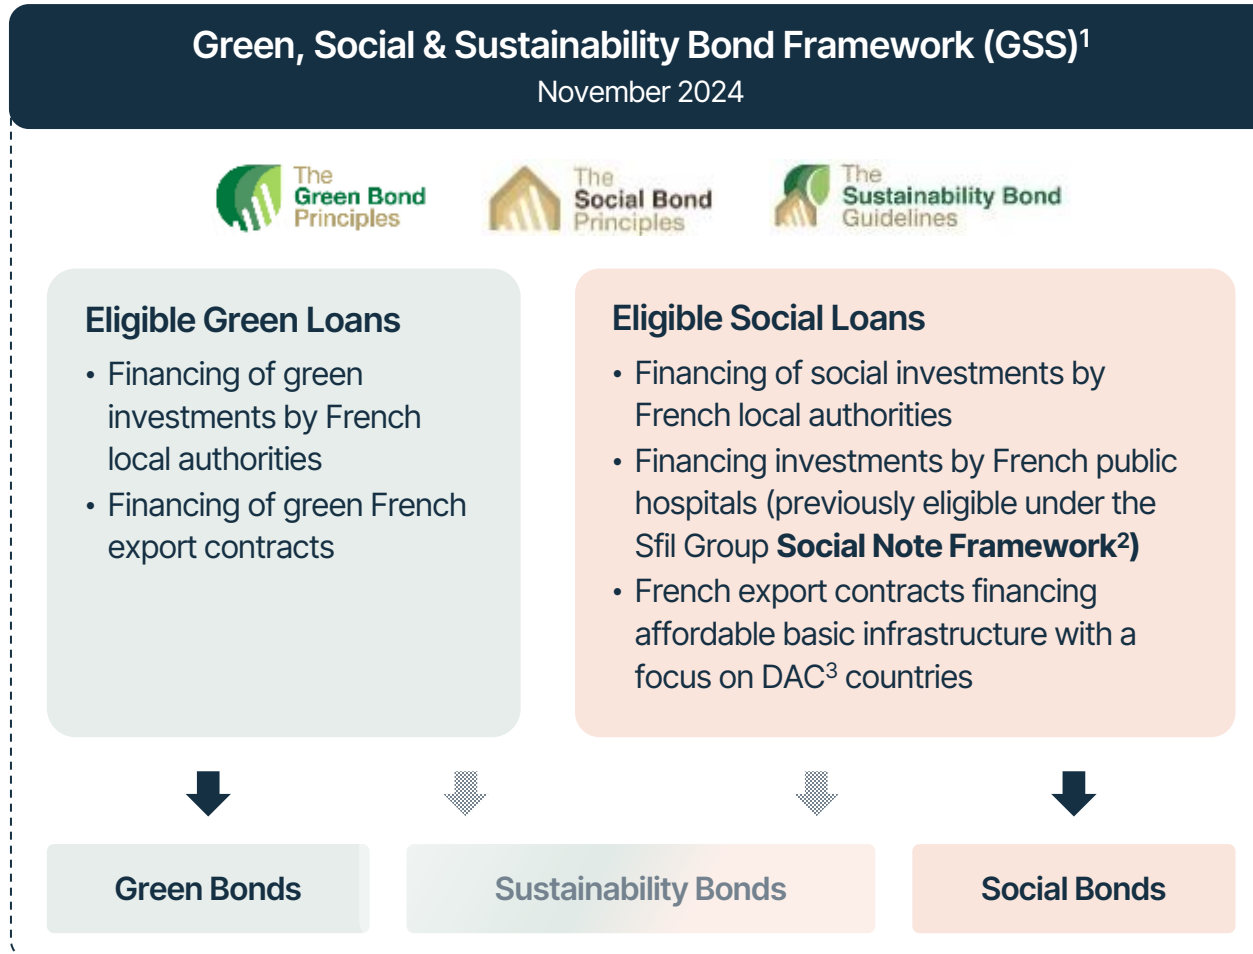 Green, Social & Sustainability Bond Framework (GSS)¹
November 2024
The
Green Bond
Principles
The
Social Bond
Principles
The
Sustainability Bond
Guidelines
Eligible Green Loans
• Financing of green
investments by French
local authorities
• Financing of green French
export contracts
Eligible Social Loans
• Financing of social investments by
French local authorities
• Financing investments by French public
hospitals (previously eligible under the
Sfil Group Social Note Framework²)
• French export contracts financing
affordable basic infrastructure with a
focus on DAC³ countries
Green Bonds
Sustainability Bonds
Social Bonds